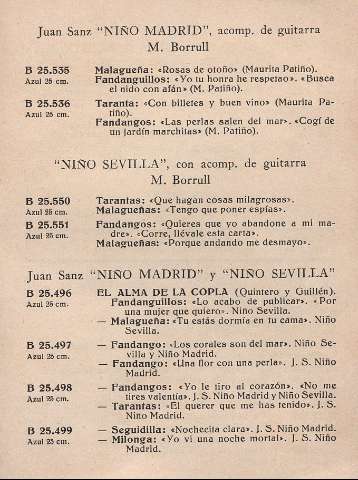 Juan Sanz "NIÑO MADRID", acomp. de guitarra
M. Borrull
B 25.535 Malagueña: «Rosas de otoño» (Maurita Patiño).
Azul 25 cm. Fandanguillos: «Yo tu honra he respetao». «Busca
el nido con afán» (M. Patiño).
B 25.536 Taranta: «Con billetes y buen vino» (Maurita Pa-
Azul 25 cm. tiño).
Fandangos: «Las perlas salen del mar». «Cogí de
un jardín marchitas» (M. Patiño).
"NIÑO SEVILLA", con acomp. de guitarra
M. Borrull
B 25.550 Tarantas: «Que hagan cosas milagrosas».
Azul 25 cm. Malagueñas: «Tengo que poner espías».
B 25.551 Fandangos: «Quieres que yo abandone a mi ma-
Azul 25 cm. dre». «Corre, llévale esta carta».
Malagueñas: «Porque andando me desmayo».
Juan Sanz "NIÑO MADRID" y "NIÑO SEVILLA"
B 25.496 EL ALMA DE LA COPLA (Quintero y Guillén).
Azul 25 cm. Fandanguillos: «Lo acabo de publicar». «Por
una mujer que quiero». Niño Sevilla.
— Malagueña: «Tu estás dormía en tu cama». Niño
Sevilla.
B 25.497 — Fandango: «Los corales son del mar». Niño Se-
Azul 25 cm. villa y Niño Madrid.
— Fandango: «Una flor con una perla». J. S. Niño
Madrid.
B 25.498 — Fandangos: «Yo le tiro al corazón». «No me
Azul 25 cm. tires valentía». J. S. Niño Madrid y Niño Sevilla.
— Tarantas: «El querer que me has tenido». J. S.
Niño Madrid.
B 25.499 — Seguidilla: «Nochecita clara». J. S. Niño Madrid.
Azul 25 cm. — Milonga: «Yo vi una noche mortal». J. S. Niño
Madrid.